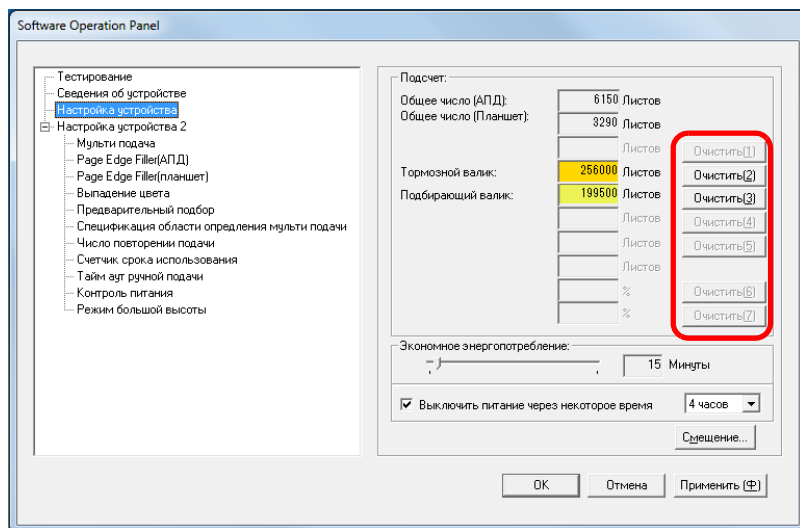 Software Operation Panel
Тестирование
Сведения об устройстве
Настройка устройства
Настройка устройства 2
Мульти подача
Page Edge Filler(АПД)
Page Edge Filler(планшет)
Выпадение цвета
Предварительный подбор
Спецификация области опредления мульти подачи
Число повторении подачи
Счетчик срока использования
Тайм аут ручной подачи
Контроль питания
Режим большой высоты
Подсчет:
Общее число (АПД): 6150 Листов
Общее число (Планшет): 3290 Листов
Листов Очистить(1)
Тормозной валик: 256000 Листов Очистить(2)
Подбирающий валик: 199500 Листов Очистить(3)
Листов Очистить(4)
Листов Очистить(5)
Листов
% Очистить(6)
% Очистить(7)
Экономное энергопотребление:
15 Минуты
Выключить питание через некоторое время 4 часов
Смещение...
OK Отмена Применить (Ф)